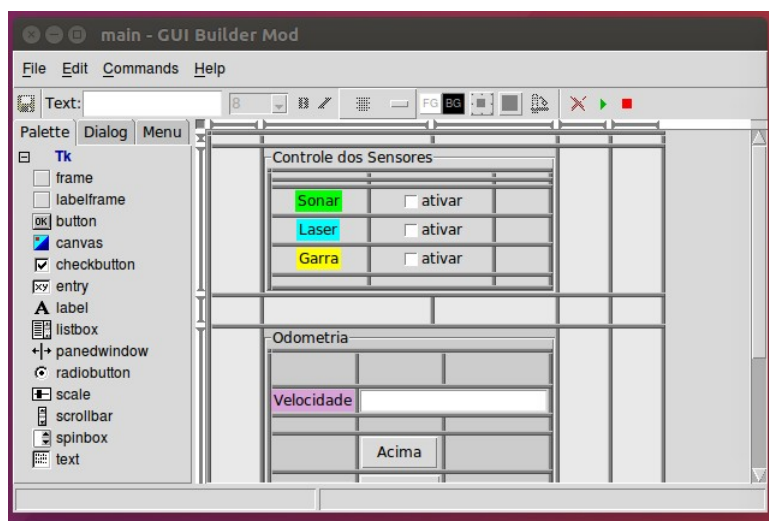 main - GUI Builder Mod
File Edit Commands Help
Text: 8 B I FG BG
Palette Dialog Menu
Tk
frame
labelframe
OK button
canvas
checkbutton
xy entry
A label
listbox
panedwindow
radiobutton
scale
scrollbar
spinbox
text
Controle dos Sensores
Sonar ativar
Laser ativar
Garra ativar
Odometria
Velocidade
Acima